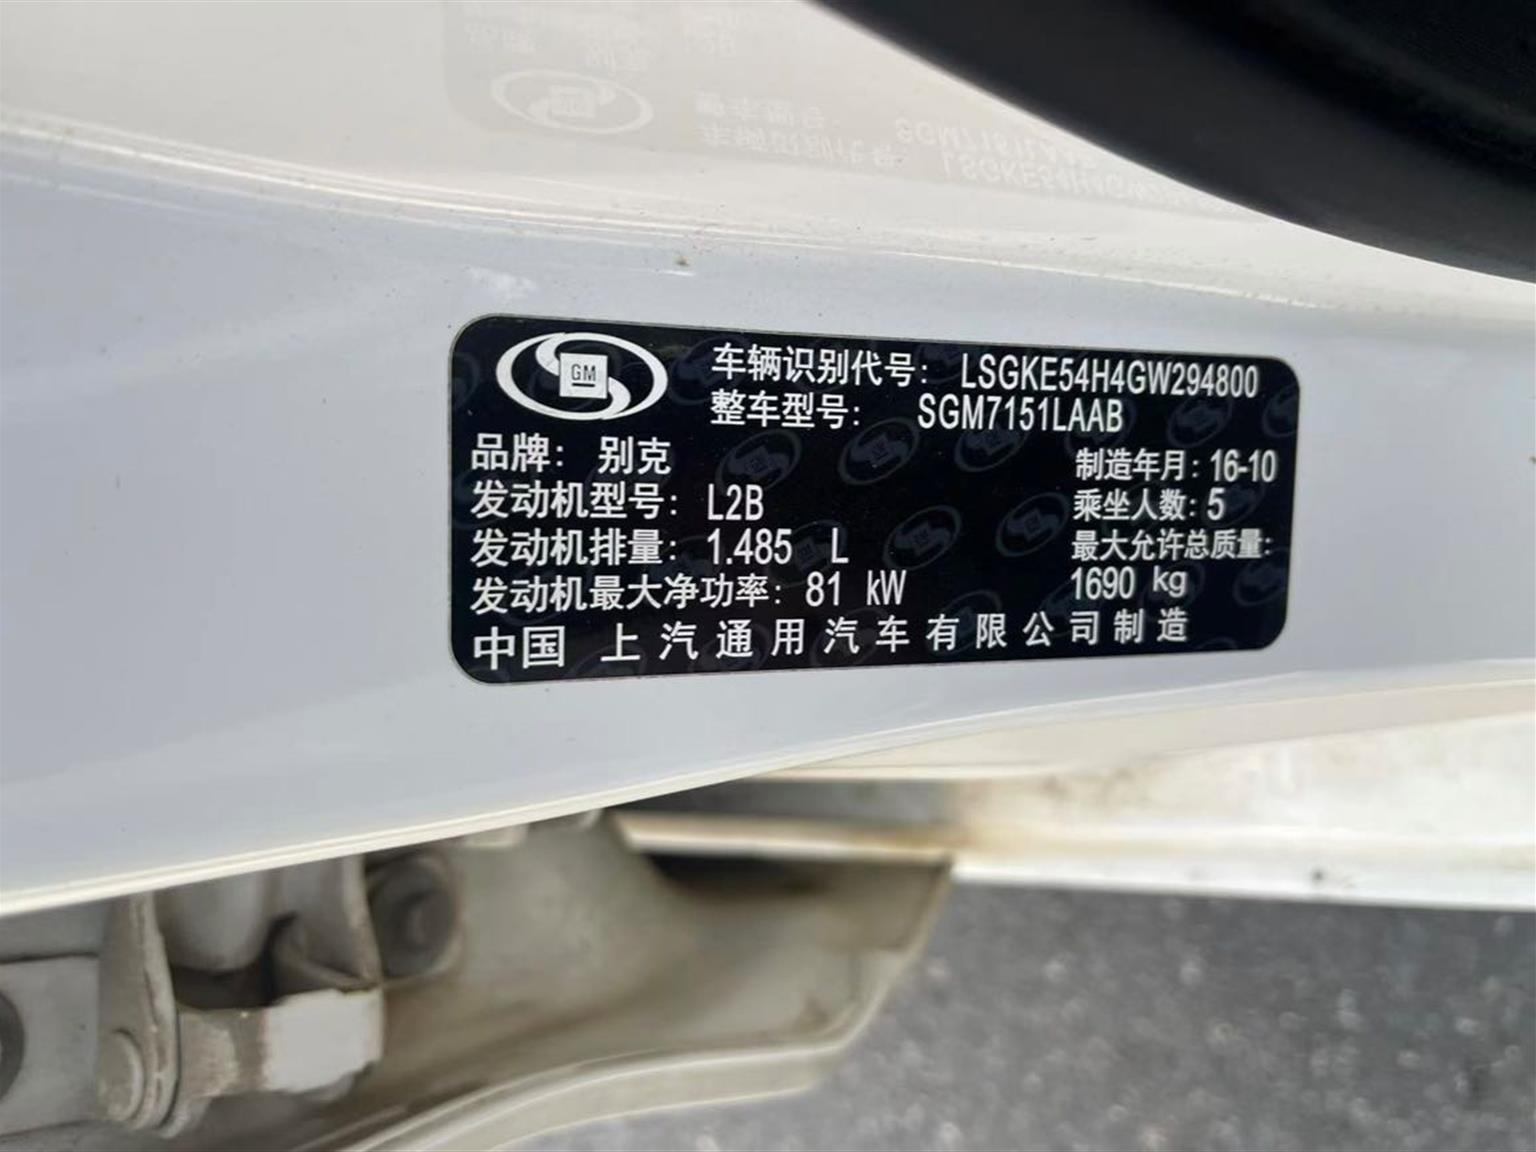 GM
车辆识别代号: LSGKE54H4GW294800
整车型号: SGM7151LAAB
品牌: 别克
制造年月: 16-10
发动机型号: L2B
乘坐人数: 5
发动机排量: 1.485 L
最大允许总质量:
1690 kg
发动机最大净功率: 81 kW
中国 上汽通用汽车有限公司制造